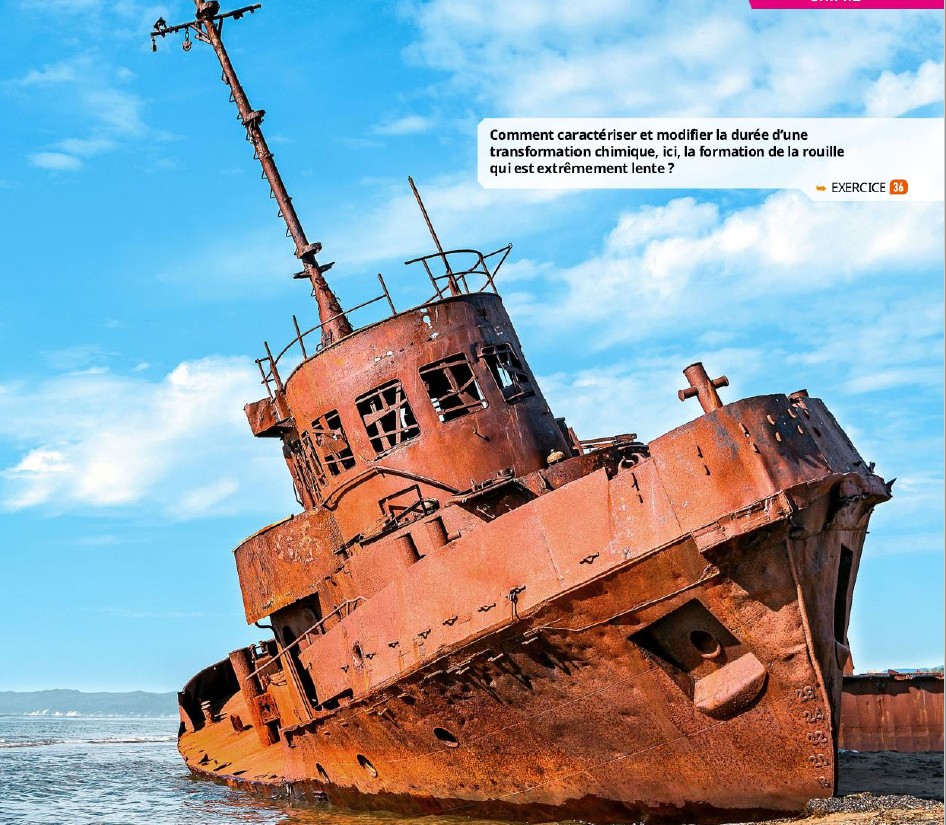 Comment caractériser et modifier la durée d'une
transformation chimique, ici, la formation de la rouille
qui est extrêmement lente ?
➥ EXERCICE 36